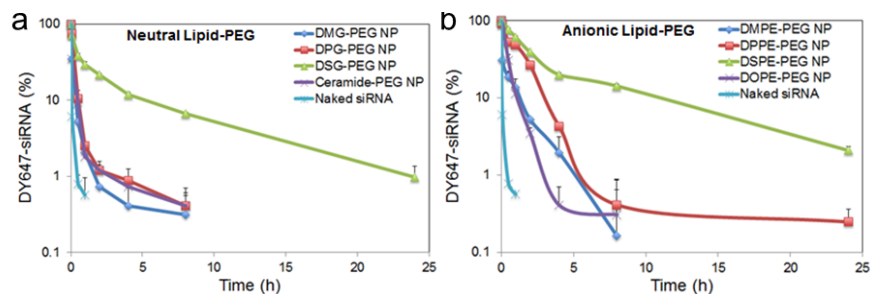 a
Neutral Lipid-PEG
DMG-PEG NP
DPG-PEG NP
DSG-PEG NP
Ceramide-PEG NP
Naked siRNA
DY647-siRNA (%)
100
10
1
0.1
0 5 10 15 20 25
Time (h)
b
Anionic Lipid-PEG
DMPE-PEG NP
DPPE-PEG NP
DSPE-PEG NP
DOPE-PEG NP
Naked siRNA
DY647-siRNA (%)
100
10
1
0.1
0 5 10 15 20 25
Time (h)